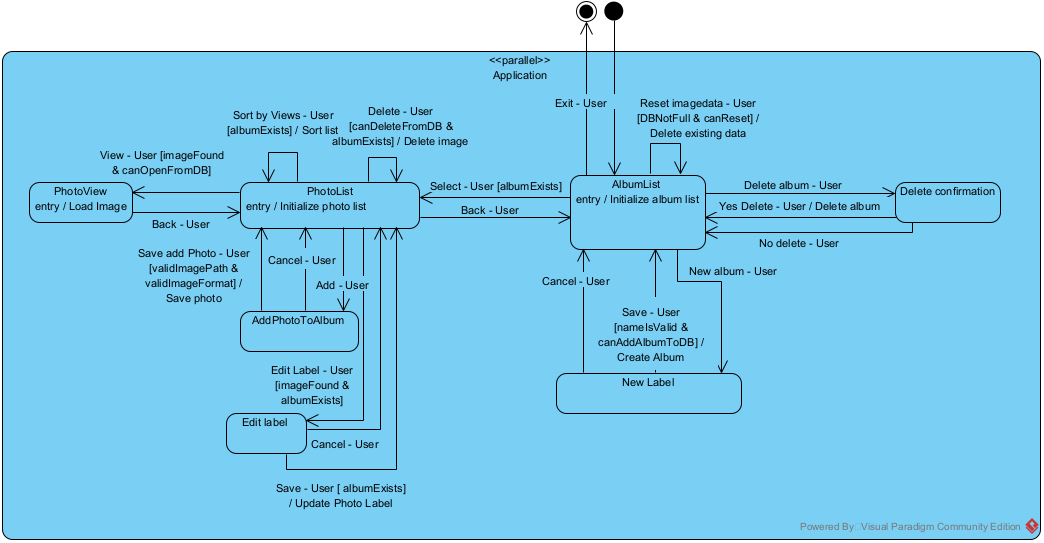 <<parallel>>
Application
Exit - User
Reset imagedata - User
[DBNotFull & canReset] /
Delete existing data
Sort by Views - User
[albumExists] / Sort list
Delete - User
[canDeleteFromDB &
albumExists] / Delete image
View - User [imageFound
& canOpenFromDB]
PhotoView
entry / Load Image
Back - User
PhotoList
entry / Initialize photo list
Select - User [albumExists]
Back - User
AlbumList
entry / Initialize album list
Delete album - User
Yes Delete - User / Delete album
No delete - User
Delete confirmation
Save add Photo - User
[validImagePath &
validImageFormat] /
Save photo
Cancel - User
Add - User
AddPhotoToAlbum
Cancel - User
New album - User
Save - User
[nameIsValid &
canAddAlbumToDB] /
Create Album
New Label
Edit Label - User
[imageFound &
albumExists]
Edit label
Cancel - User
Save - User [ albumExists]
/ Update Photo Label
Powered By Visual Paradigm Community Edition